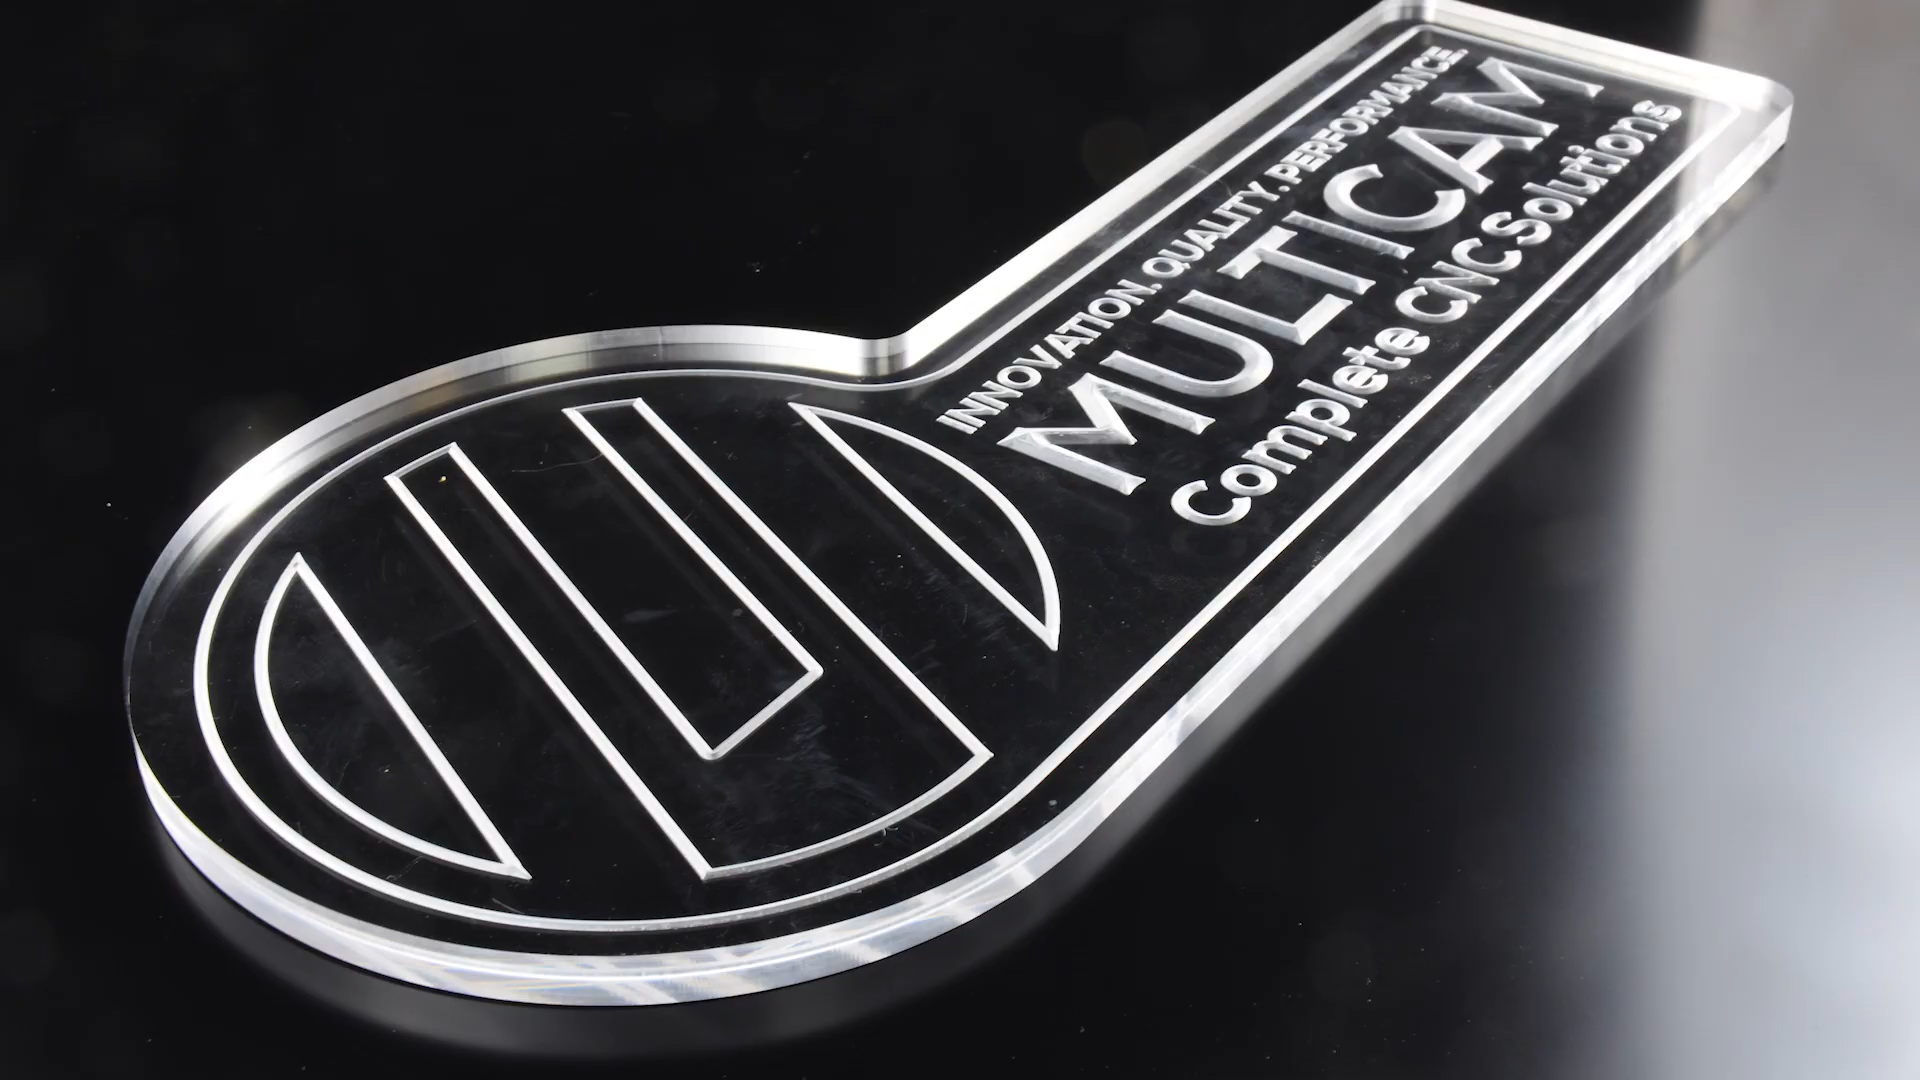 INNOVATION. QUALITY. PERFORMANCE.
MULTICAM
Complete CNC Solutions